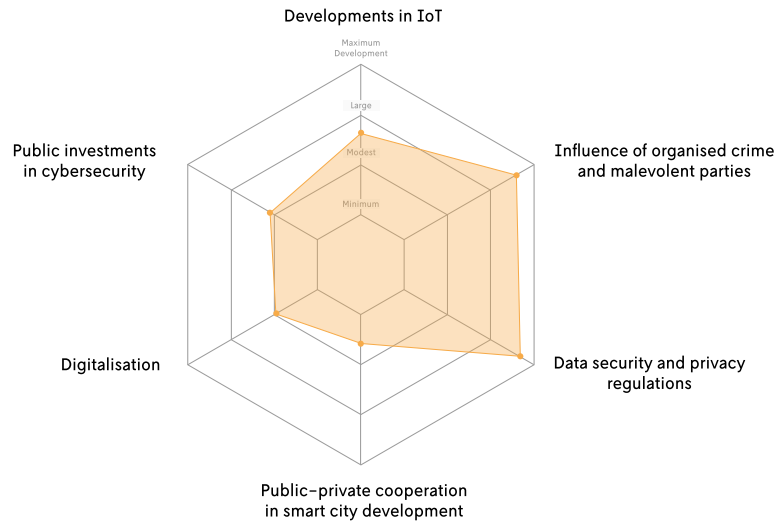 Developments in IoT
Maximum
Development
Large
Public investments
in cybersecurity
Influence of organised crime
and malevolent parties
Modest
Minimum
Digitalisation
Data security and privacy
regulations
Public-private cooperation
in smart city development